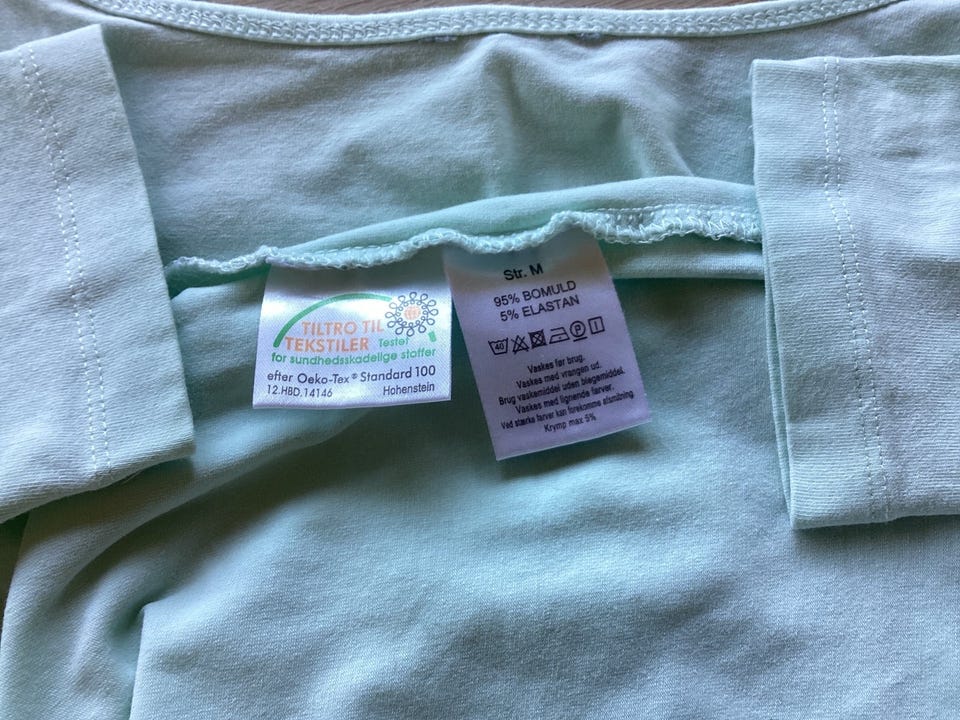 TILTRO TIL
TEKSTILER Testet
for sundhedsskadelige stoffer
efter Oeko-Tex® Standard 100
12.HBD.14146 Hohenstein
Str. M
95% BOMULD
5% ELASTAN
40 P
Vaskes før brug.
Vaskes med vrangen ud.
Brug vaskemiddel uden blegemiddel.
Vaskes med lignende farver.
Ved stærke farver kan forekomme afsmitning.
Krymp max 5%